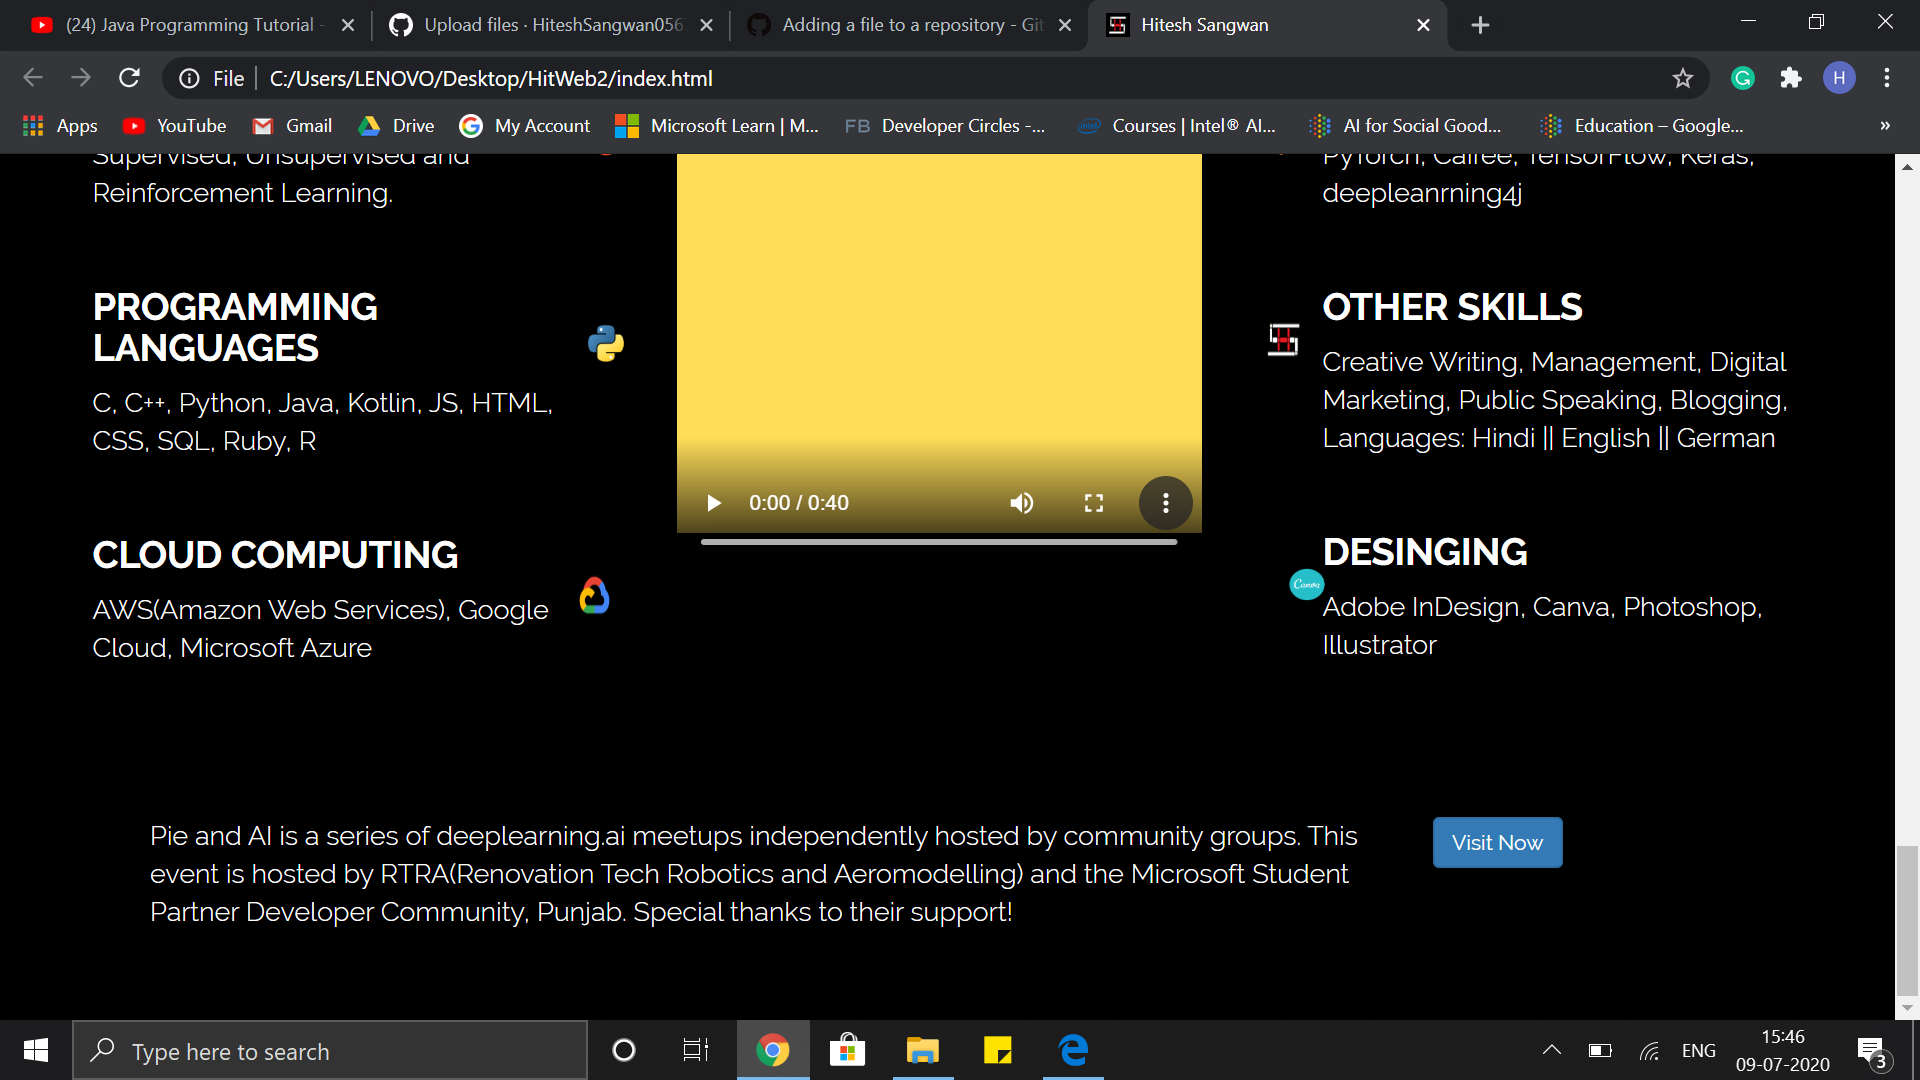 (24) Java Programming Tutorial -
Upload files · HiteshSangwan056
Adding a file to a repository - Git
Hitesh Sangwan
File
C:/Users/LENOVO/Desktop/HitWeb2/index.html
H
Apps
YouTube
Gmail
Drive
My Account
Microsoft Learn | M...
FB Developer Circles -...
Courses | Intel® AI...
AI for Social Good...
Education – Google...
»
Supervised, Unsupervised and
Reinforcement Learning.
PROGRAMMING
LANGUAGES
C, C++, Python, Java, Kotlin, JS, HTML,
CSS, SQL, Ruby, R
CLOUD COMPUTING
AWS(Amazon Web Services), Google
Cloud, Microsoft Azure
0:00 / 0:40
PyTorch, Caffee, TensorFlow, Keras,
deepleanrning4j
OTHER SKILLS
Creative Writing, Management, Digital
Marketing, Public Speaking, Blogging,
Languages: Hindi || English || German
DESINGING
Canva
Adobe InDesign, Canva, Photoshop,
Illustrator
Pie and AI is a series of deeplearning.ai meetups independently hosted by community groups. This
event is hosted by RTRA(Renovation Tech Robotics and Aeromodelling) and the Microsoft Student
Partner Developer Community, Punjab. Special thanks to their support!
Visit Now
Type here to search
ENG
15:46
09-07-2020
3